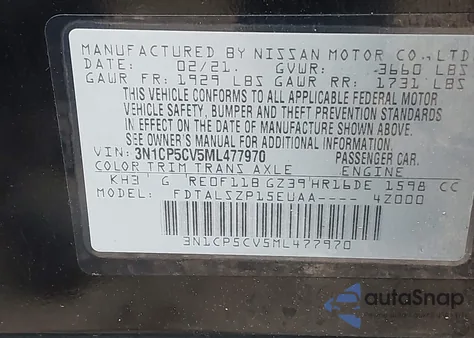 MANUFACTURED BY NISSAN MOTOR CO., LTD
DATE: 02/21. GVWR: 3660 LBS
GAWR FR: 1929 LBS GAWR RR: 1731 LBS
THIS VEHICLE CONFORMS TO ALL APPLICABLE FEDERAL MOTOR
VEHICLE SAFETY, BUMPER AND THEFT PREVENTION STANDARDS
IN EFFECT ON THE DATE OF MANUFACTURE SHOWN ABOVE.
SEE OWNER'S MANUAL FOR ADDITIONAL INFORMATION.
VIN: 3N1CP5CV5ML477970 PASSENGER CAR.
COLOR TRIM TRANS AXLE ENGINE
KH3 G RE0F11B GZ39 HR16DE 1598 CC
MODEL: FDTALSZP15EUAA---- 4Z000
3N1CP5CV5ML477970
autoSnap